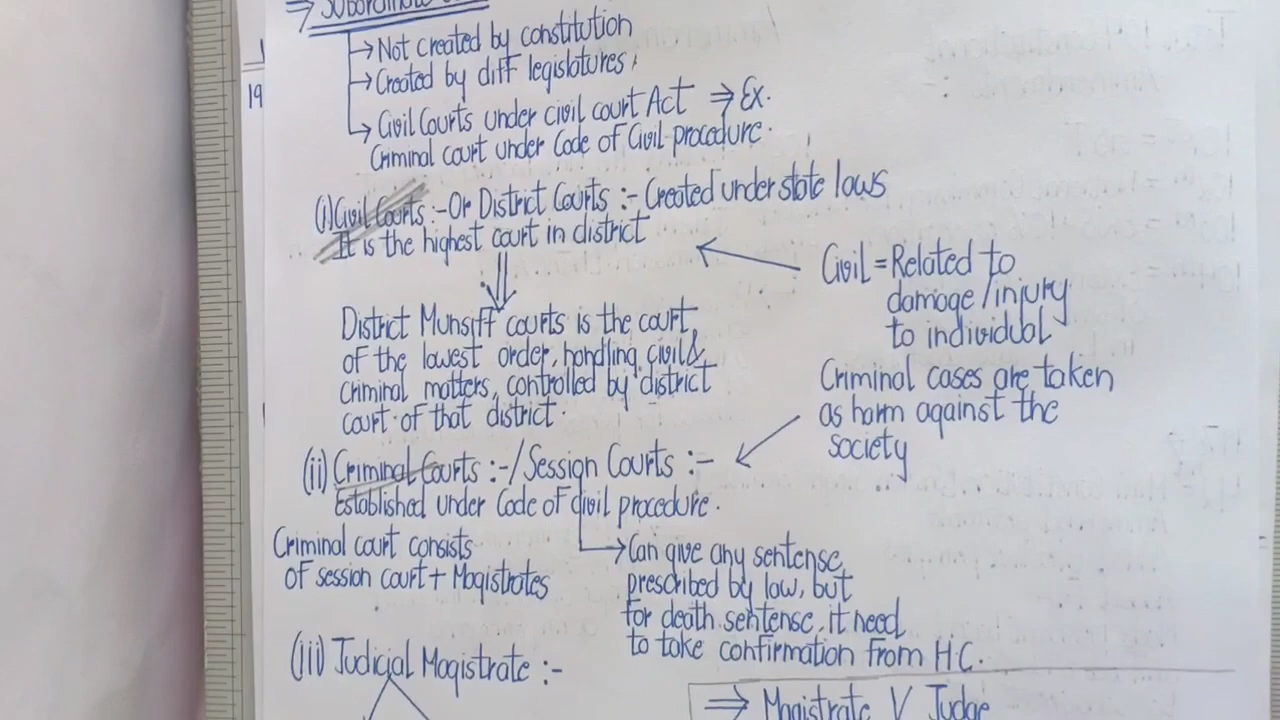 ⇒ Subordinate
→ Not created by constitution
→ Created by diff legislatures
19
→ Civil Courts under civil court Act ⇒ Ex.
Criminal court under Code of Civil procedure.
(i) Civil Courts :- Or District Courts :- Created under state laws
It is the highest court in district
Civil = Related to
damage/injury
to individual
District Munsiff courts is the court,
of the lowest order, handling civil &
criminal matters, controlled by district
court of that district.
Criminal cases are taken
as harm against the
society
(ii) Criminal Courts :-/Session Courts :-
Established under Code of Civil procedure.
Criminal court consists
of session court + Magistrates
→ Can give any sentence,
prescribed by law, but
for death sentence, it need
to take confirmation from H.C.
(iii) Judicial Magistrate :-
⇒ Magistrate V Judge